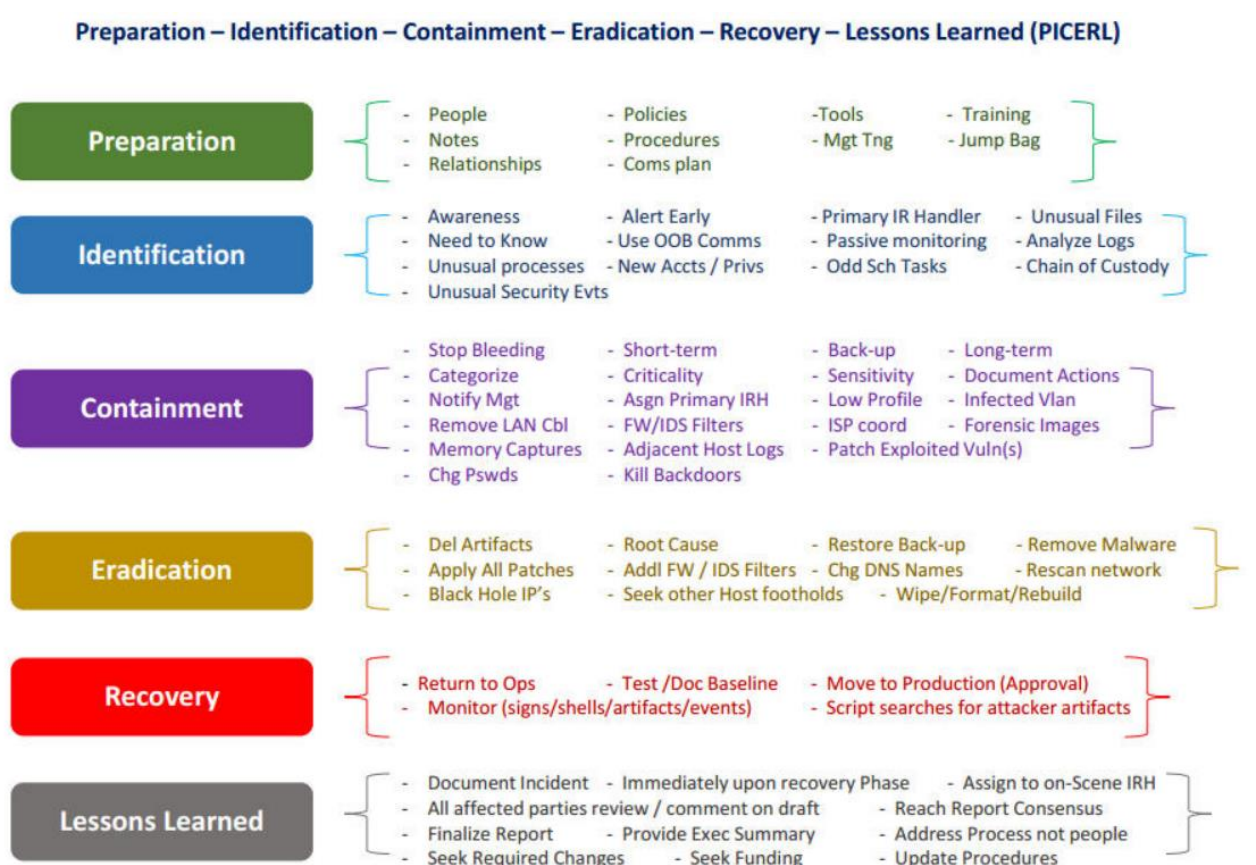 Preparation – Identification – Containment – Eradication – Recovery – Lessons Learned (PICERL)
Preparation
- People - Policies -Tools - Training
- Notes - Procedures - Mgt Tng - Jump Bag
- Relationships - Coms plan
Identification
- Awareness - Alert Early - Primary IR Handler - Unusual Files
- Need to Know - Use OOB Comms - Passive monitoring - Analyze Logs
- Unusual processes - New Accts / Privs - Odd Sch Tasks - Chain of Custody
- Unusual Security Evts
Containment
- Stop Bleeding - Short-term - Back-up - Long-term
- Categorize - Criticality - Sensitivity - Document Actions
- Notify Mgt - Asgn Primary IRH - Low Profile - Infected Vlan
- Remove LAN Cbl - FW/IDS Filters - ISP coord - Forensic Images
- Memory Captures - Adjacent Host Logs - Patch Exploited Vuln(s)
- Chg Pswds - Kill Backdoors
Eradication
- Del Artifacts - Root Cause - Restore Back-up - Remove Malware
- Apply All Patches - Addl FW / IDS Filters - Chg DNS Names - Rescan network
- Black Hole IP's - Seek other Host footholds - Wipe/Format/Rebuild
Recovery
- Return to Ops - Test /Doc Baseline - Move to Production (Approval)
- Monitor (signs/shells/artifacts/events) - Script searches for attacker artifacts
Lessons Learned
- Document Incident - Immediately upon recovery Phase - Assign to on-Scene IRH
- All affected parties review / comment on draft - Reach Report Consensus
- Finalize Report - Provide Exec Summary - Address Process not people
- Seek Required Changes - Seek Funding - Update Procedures